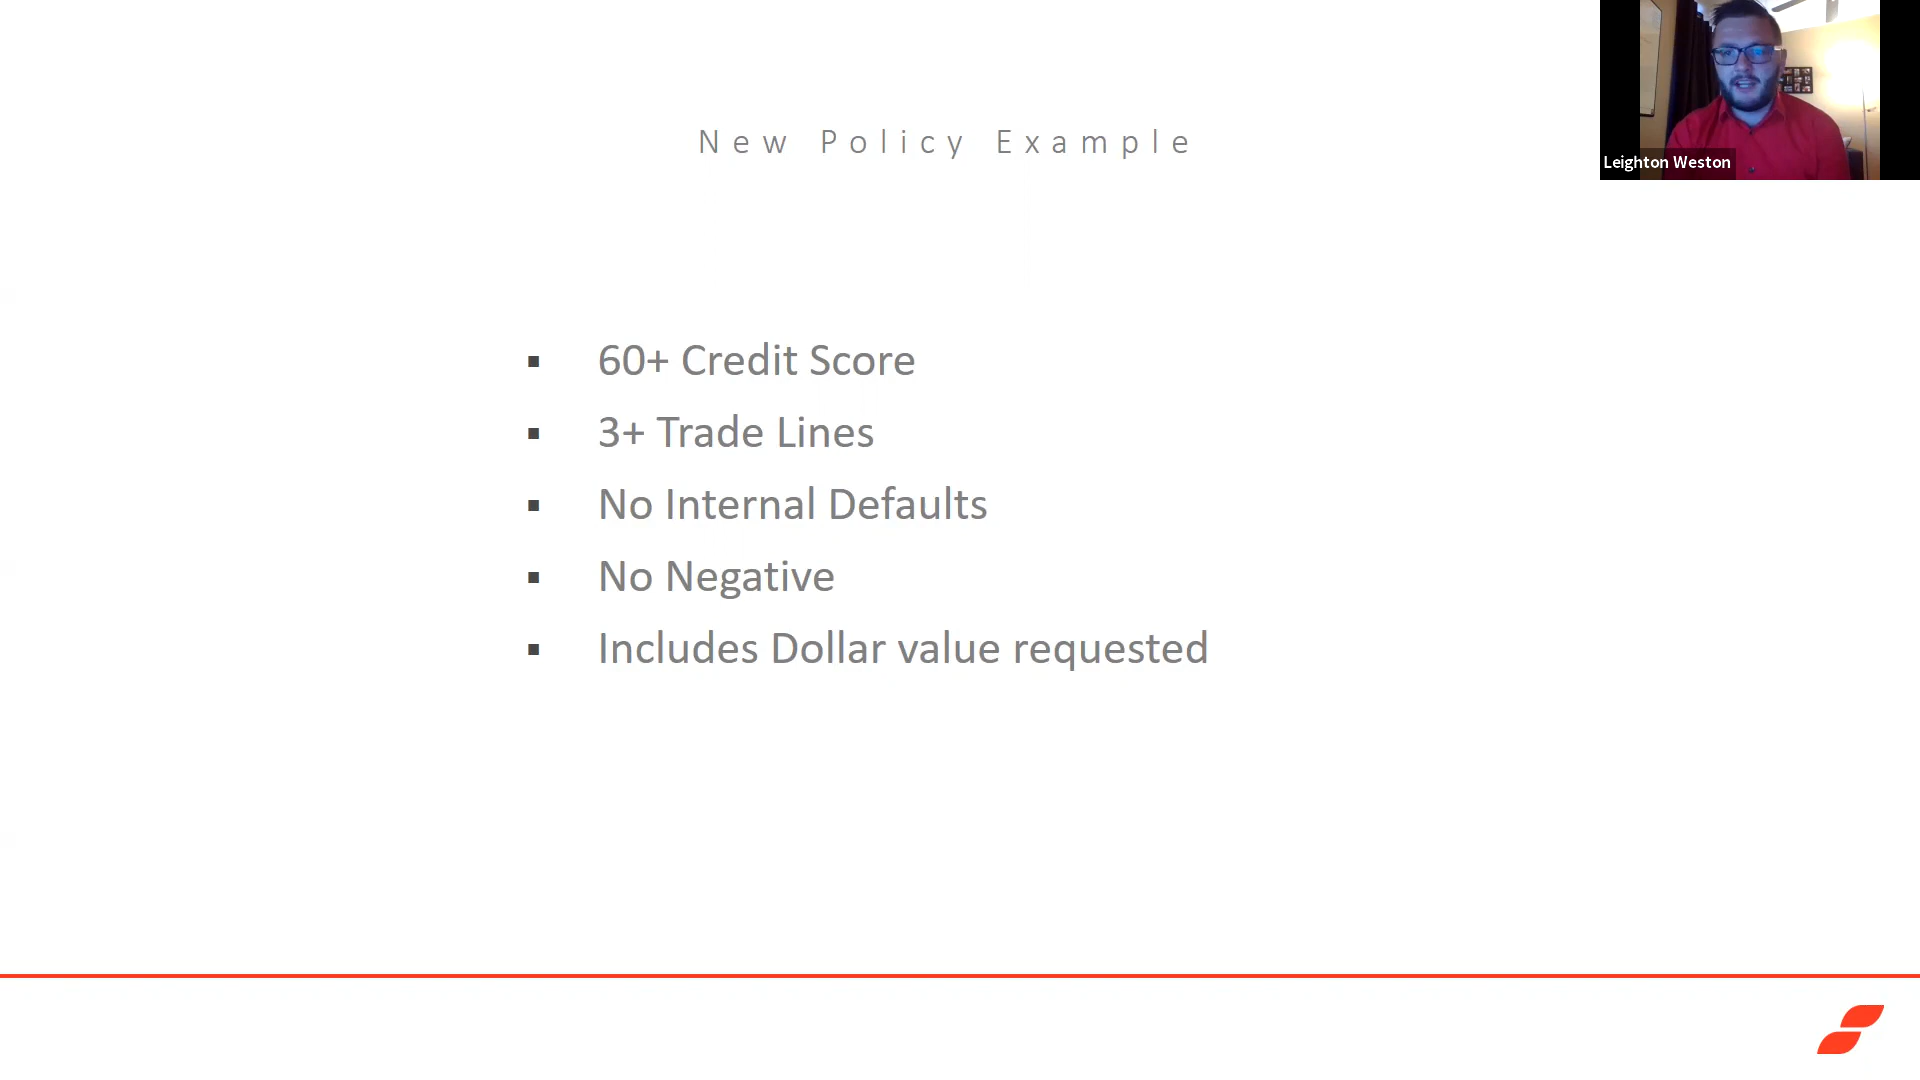 New Policy Example
Leighton Weston
▪ 60+ Credit Score
▪ 3+ Trade Lines
▪ No Internal Defaults
▪ No Negative
▪ Includes Dollar value requested